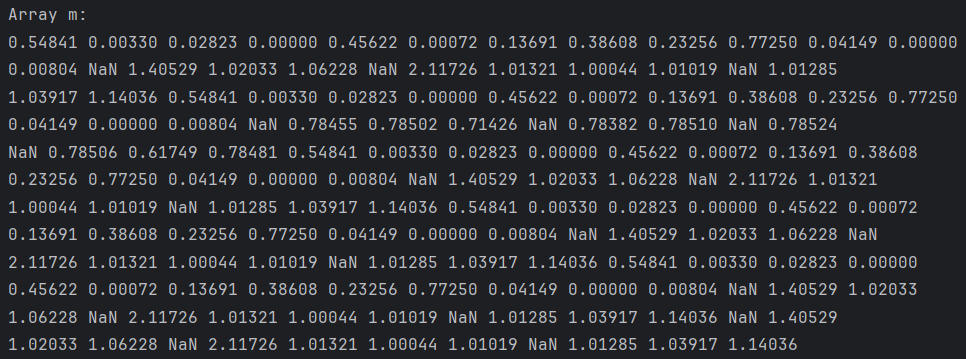 Array m:
0.54841 0.00330 0.02823 0.00000 0.45622 0.00072 0.13691 0.38608 0.23256 0.77250 0.04149 0.00000
0.00804 NaN 1.40529 1.02033 1.06228 NaN 2.11726 1.01321 1.00044 1.01019 NaN 1.01285
1.03917 1.14036 0.54841 0.00330 0.02823 0.00000 0.45622 0.00072 0.13691 0.38608 0.23256 0.77250
0.04149 0.00000 0.00804 NaN 0.78455 0.78502 0.71426 NaN 0.78382 0.78510 NaN 0.78524
NaN 0.78506 0.61749 0.78481 0.54841 0.00330 0.02823 0.00000 0.45622 0.00072 0.13691 0.38608
0.23256 0.77250 0.04149 0.00000 0.00804 NaN 1.40529 1.02033 1.06228 NaN 2.11726 1.01321
1.00044 1.01019 NaN 1.01285 1.03917 1.14036 0.54841 0.00330 0.02823 0.00000 0.45622 0.00072
0.13691 0.38608 0.23256 0.77250 0.04149 0.00000 0.00804 NaN 1.40529 1.02033 1.06228 NaN
2.11726 1.01321 1.00044 1.01019 NaN 1.01285 1.03917 1.14036 0.54841 0.00330 0.02823 0.00000
0.45622 0.00072 0.13691 0.38608 0.23256 0.77250 0.04149 0.00000 0.00804 NaN 1.40529 1.02033
1.06228 NaN 2.11726 1.01321 1.00044 1.01019 NaN 1.01285 1.03917 1.14036 NaN 1.40529
1.02033 1.06228 NaN 2.11726 1.01321 1.00044 1.01019 NaN 1.01285 1.03917 1.14036